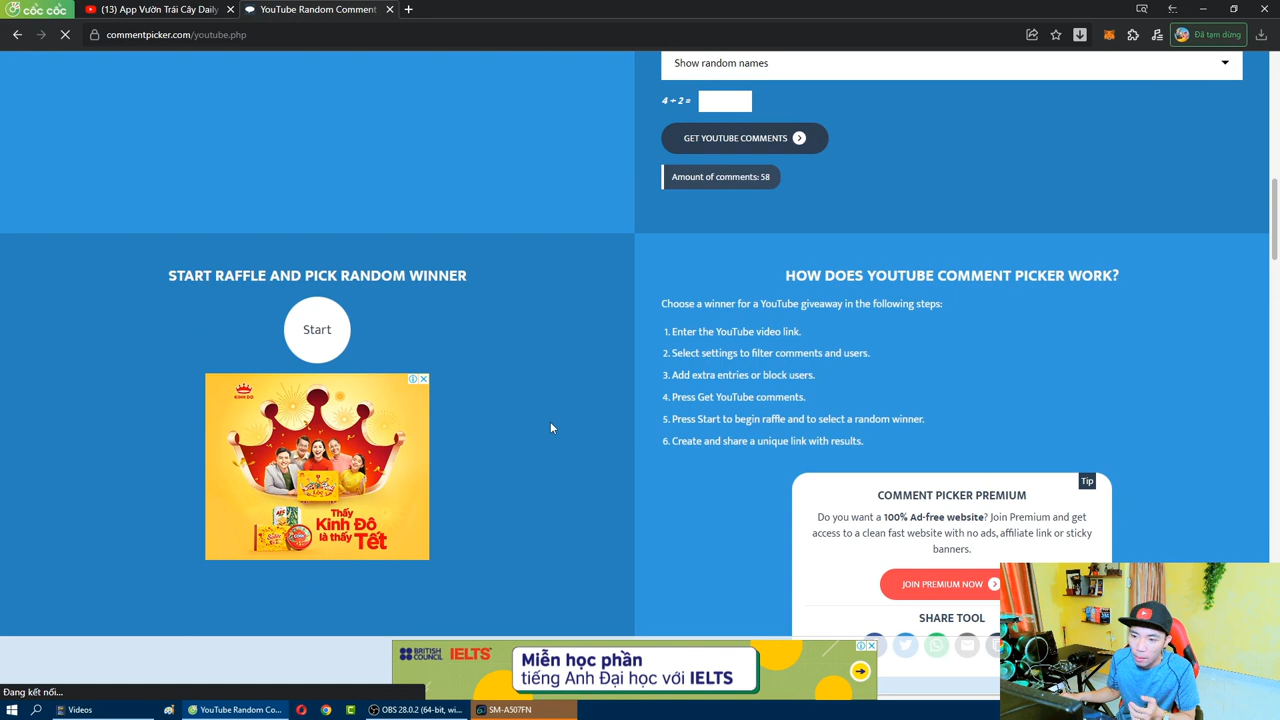 cốc cốc
(13) App Vườn Trái Cây Daily
YouTube Random Comment
commentpicker.com/youtube.php
Đã tạm dừng
Show random names
4 ÷ 2 =
GET YOUTUBE COMMENTS
Amount of comments: 58
START RAFFLE AND PICK RANDOM WINNER
Start
KINH ĐÔ
Lộc
Thấy
Kinh Đô
là thấy Tết
HOW DOES YOUTUBE COMMENT PICKER WORK?
Choose a winner for a YouTube giveaway in the following steps:
1. Enter the YouTube video link.
2. Select settings to filter comments and users.
3. Add extra entries or block users.
4. Press Get YouTube comments.
5. Press Start to begin raffle and to select a random winner.
6. Create and share a unique link with results.
Tip
COMMENT PICKER PREMIUM
Do you want a 100% Ad-free website? Join Premium and get
access to a clean fast website with no ads, affiliate link or sticky
banners.
JOIN PREMIUM NOW
SHARE TOOL
BRITISH COUNCIL
IELTS
Miễn học phần
tiếng Anh Đại học với IELTS
Đang kết nối...
Videos
YouTube Random Co...
OBS 28.0.2 (64-bit, wi...
SM-A507FN